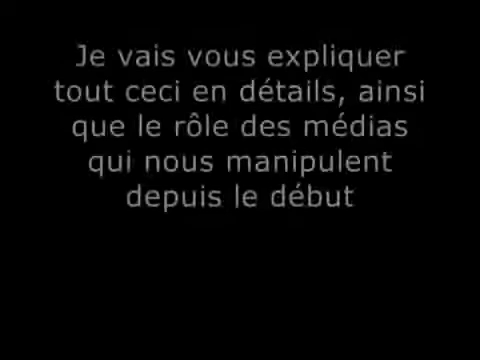 Je vais vous expliquer
tout ceci en détails, ainsi
que le rôle des médias
qui nous manipulent
depuis le début